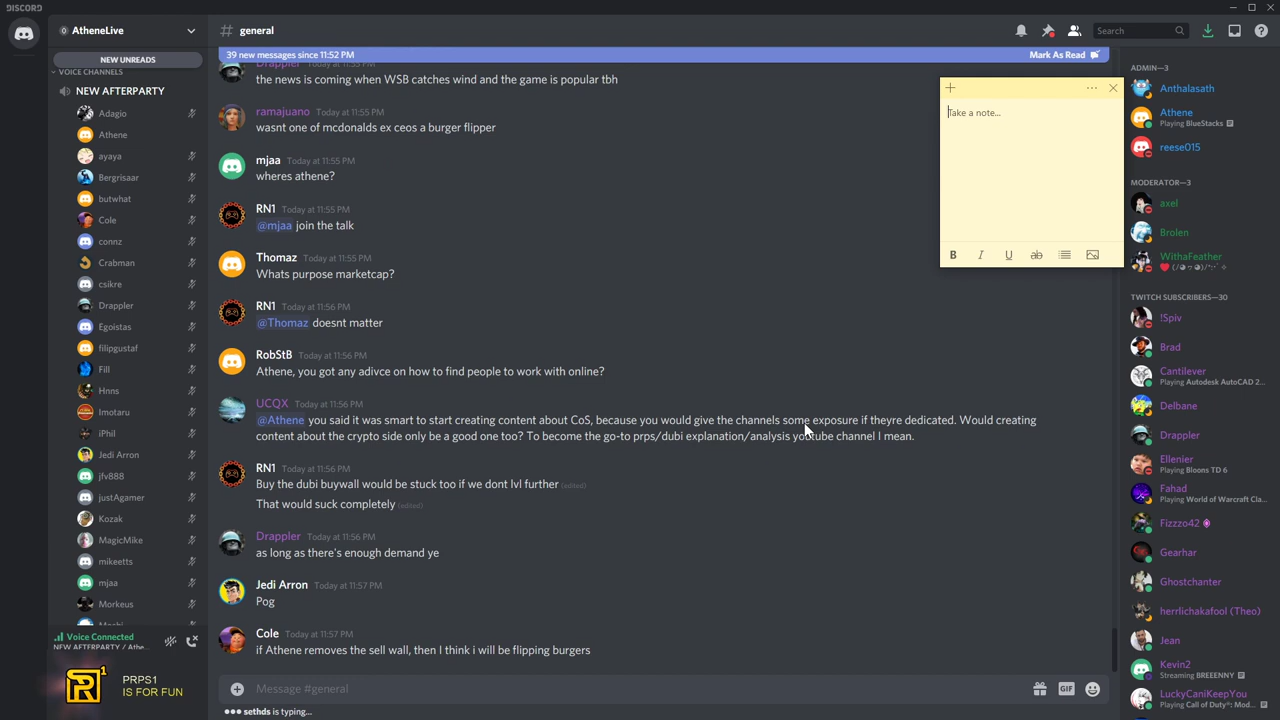 DISCORD
AtheneLive
NEW UNREADS
VOICE CHANNELS
NEW AFTERPARTY
Adagio
Athene
ayaya
Bergrisaar
butwhat
Cole
connz
Crabman
csikre
Drappler
Egoistas
filipgustaf
Fill
Hnns
Imotaru
iPhil
Jedi Arron
jfv888
justAgamer
Kozak
MagicMike
mikeetts
mjaa
Morkeus
Voice Connected
NEW AFTERPARTY / Athe...
PRPS1
IS FOR FUN
# general
Search
39 new messages since 11:52 PM
Mark As Read
Drappler Today at 11:55 PM
the news is coming when WSB catches wind and the game is popular tbh
ramajuano Today at 11:55 PM
wasnt one of mcdonalds ex ceos a burger flipper
mjaa Today at 11:55 PM
wheres athene?
RN1 Today at 11:55 PM
@mjaa join the talk
Thomaz Today at 11:55 PM
Whats purpose marketcap?
RN1 Today at 11:56 PM
@Thomaz doesnt matter
RobStB Today at 11:56 PM
Athene, you got any adivce on how to find people to work with online?
UCQX Today at 11:56 PM
@Athene you said it was smart to start creating content about CoS, because you would give the channels some exposure if theyre dedicated. Would creating
content about the crypto side only be a good one too? To become the go-to prps/dubi explanation/analysis youtube channel I mean.
RN1 Today at 11:56 PM
Buy the dubi buywall would be stuck too if we dont lvl further (edited)
That would suck completely (edited)
Drappler Today at 11:56 PM
as long as there's enough demand ye
Jedi Arron Today at 11:57 PM
Pog
Cole Today at 11:57 PM
if Athene removes the sell wall, then I think i will be flipping burgers
Message #general
GIF
sethds is typing...
Take a note...
B I U ab
ADMIN—3
Anthalasath
Athene
Playing BlueStacks
reese015
MODERATOR—3
axel
Brolen
WithaFeather
TWITCH SUBSCRIBERS—30
!Spiv
Brad
Cantilever
Playing Autodesk AutoCAD 2...
Delbane
Drappler
Ellenier
Playing Bloons TD 6
Fahad
Playing World of Warcraft Cla...
Fizzzo42
Gearhar
Ghostchanter
herrlichakafool (Theo)
Jean
Kevin2
Streaming BREEENNY
LuckyCaniKeepYou
Playing Call of Duty®: Mod...